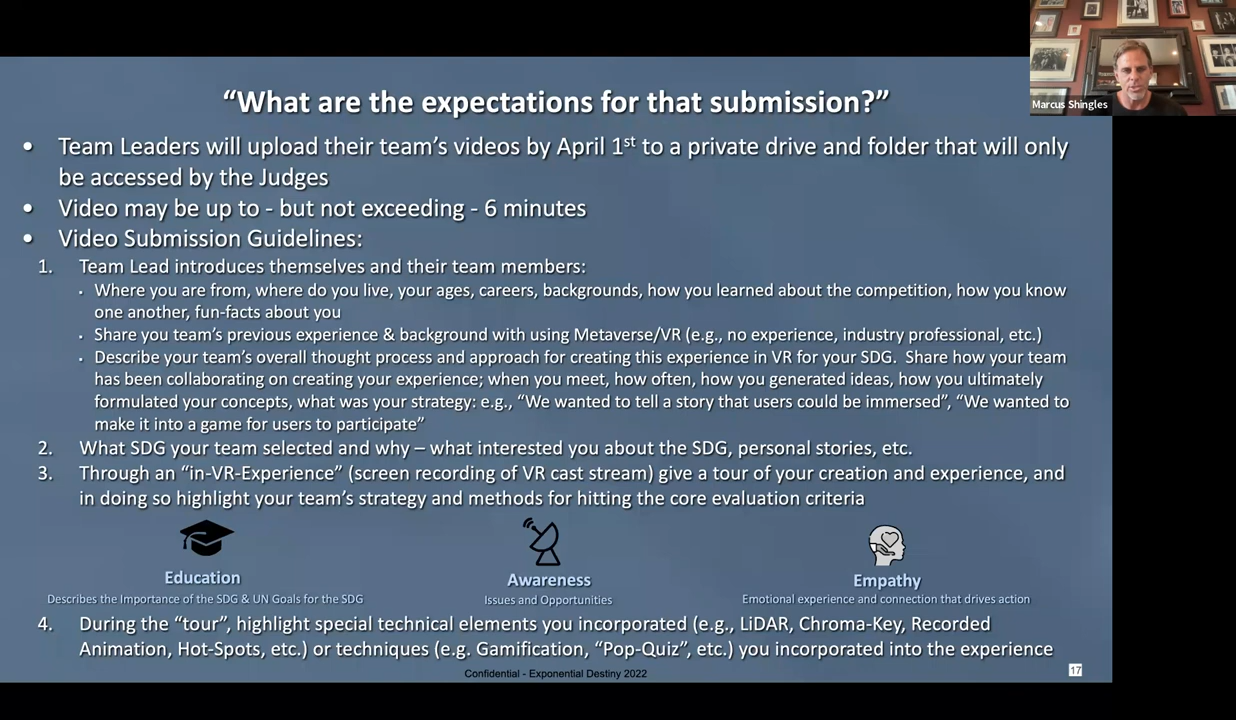 Marcus Shingles
“What are the expectations for that submission?”
• Team Leaders will upload their team’s videos by April 1st to a private drive and folder that will only
be accessed by the Judges
• Video may be up to - but not exceeding - 6 minutes
• Video Submission Guidelines:
1. Team Lead introduces themselves and their team members:
• Where you are from, where do you live, your ages, careers, backgrounds, how you learned about the competition, how you know
one another, fun-facts about you
• Share you team’s previous experience & background with using Metaverse/VR (e.g., no experience, industry professional, etc.)
• Describe your team’s overall thought process and approach for creating this experience in VR for your SDG. Share how your team
has been collaborating on creating your experience; when you meet, how often, how you generated ideas, how you ultimately
formulated your concepts, what was your strategy: e.g., “We wanted to tell a story that users could be immersed”, “We wanted to
make it into a game for users to participate”
2. What SDG your team selected and why – what interested you about the SDG, personal stories, etc.
3. Through an “in-VR-Experience” (screen recording of VR cast stream) give a tour of your creation and experience, and
in doing so highlight your team’s strategy and methods for hitting the core evaluation criteria
Education
Describes the Importance of the SDG & UN Goals for the SDG
Awareness
Issues and Opportunities
Empathy
Emotional experience and connection that drives action
4. During the “tour”, highlight special technical elements you incorporated (e.g., LiDAR, Chroma-Key, Recorded
Animation, Hot-Spots, etc.) or techniques (e.g. Gamification, “Pop-Quiz”, etc.) you incorporated into the experience
Confidential - Exponential Destiny 2022
17